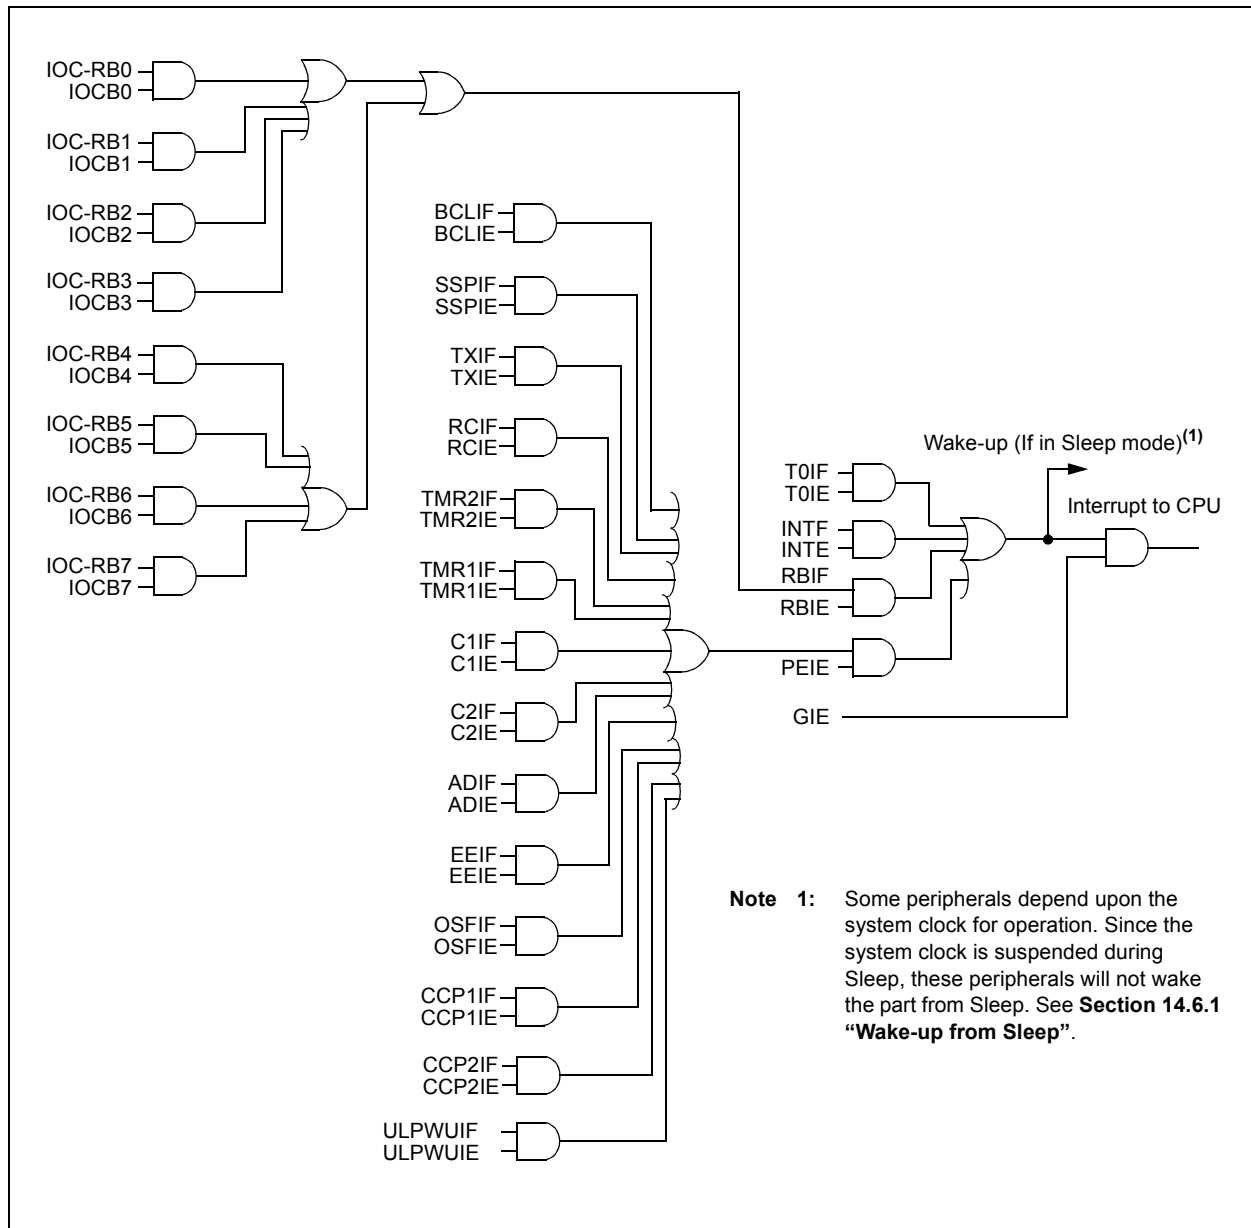 IOC-RB0
IOCB0
IOC-RB1
IOCB1
IOC-RB2
IOCB2
IOC-RB3
IOCB3
IOC-RB4
IOCB4
IOC-RB5
IOCB5
IOC-RB6
IOCB6
IOC-RB7
IOCB7
BCLIF
BCLIE
SSPIF
SSPIE
TXIF
TXIE
RCIF
RCIE
TMR2IF
TMR2IE
TMR1IF
TMR1IE
C1IF
C1IE
C2IF
C2IE
ADIF
ADIE
EEIF
EEIE
OSFIF
OSFIE
CCP1IF
CCP1IE
CCP2IF
CCP2IE
ULPWUIF
ULPWUIE
Wake-up (If in Sleep mode)(1)
T0IF
T0IE
Interrupt to CPU
INTF
INTE
RBIF
RBIE
PEIE
GIE
Note 1: Some peripherals depend upon the
system clock for operation. Since the
system clock is suspended during
Sleep, these peripherals will not wake
the part from Sleep. See Section 14.6.1
“Wake-up from Sleep”.